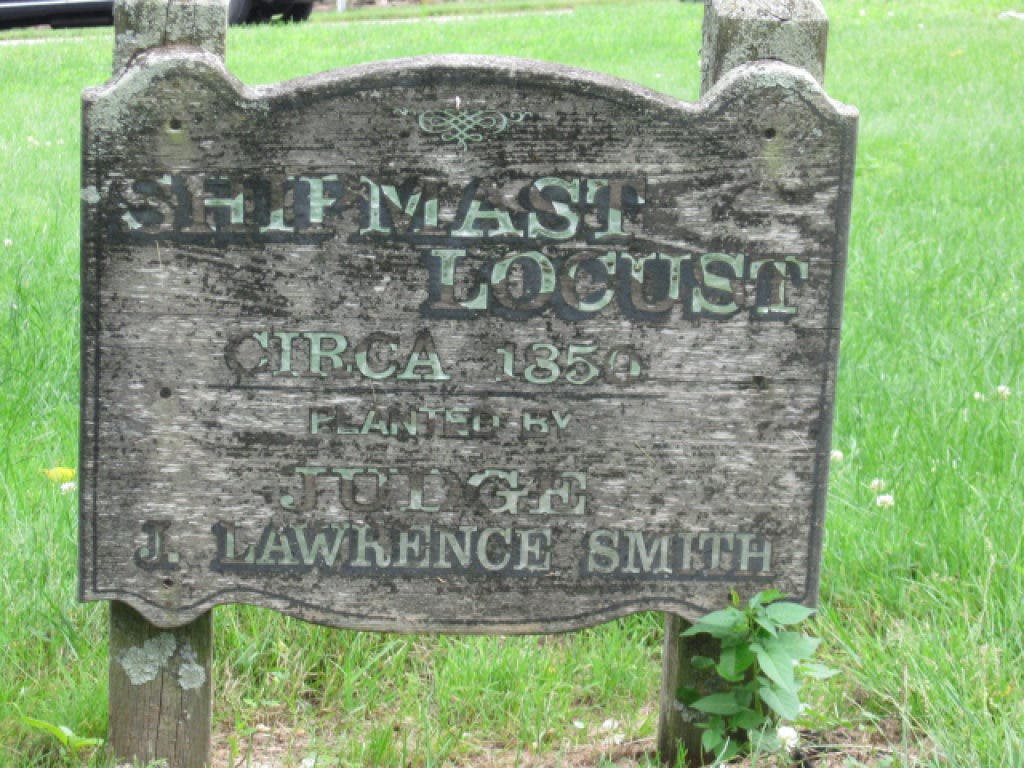 SHIPMAST
LOCUST
CIRCA 1850
PLANTED BY
JUDGE
J. LAWRENCE SMITH